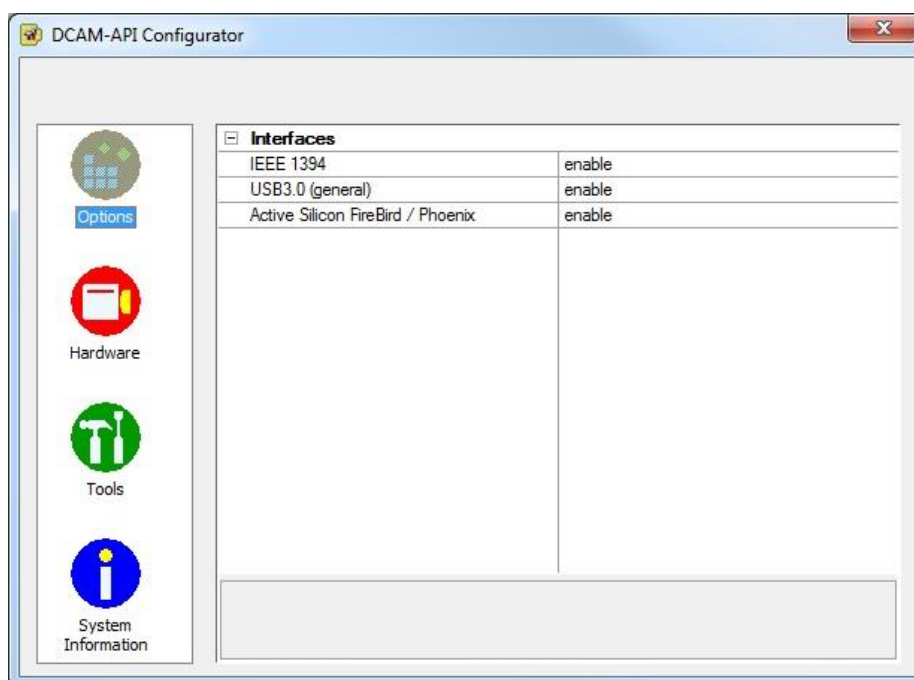 DCAM-API Configurator
Options
Hardware
Tools
System
Information
Interfaces
IEEE 1394 enable
USB3.0 (general) enable
Active Silicon FireBird / Phoenix enable